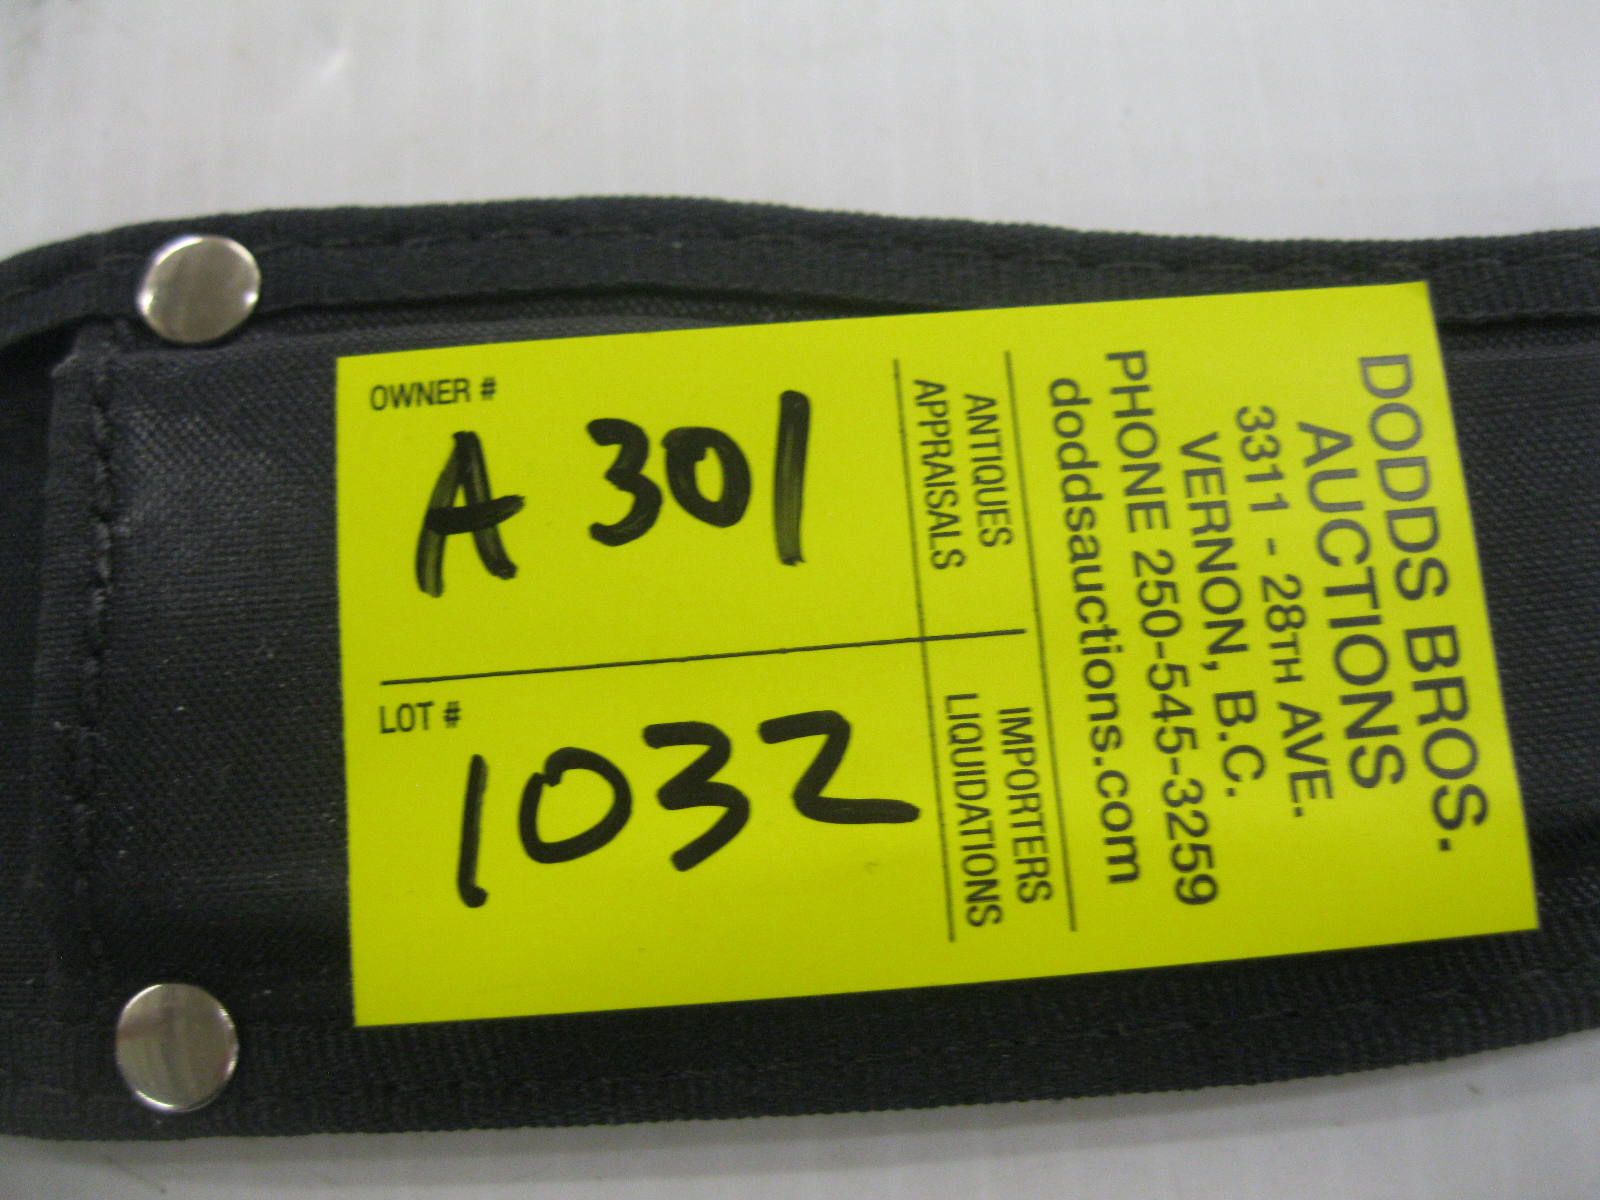 OWNER #
A 301
LOT #
1032
DODDS BROS.
AUCTIONS
3311 - 28TH AVE.
VERNON, B.C.
PHONE 250-545-3259
doddsauctions.com
ANTIQUES
APPRAISALS
IMPORTERS
LIQUIDATIONS